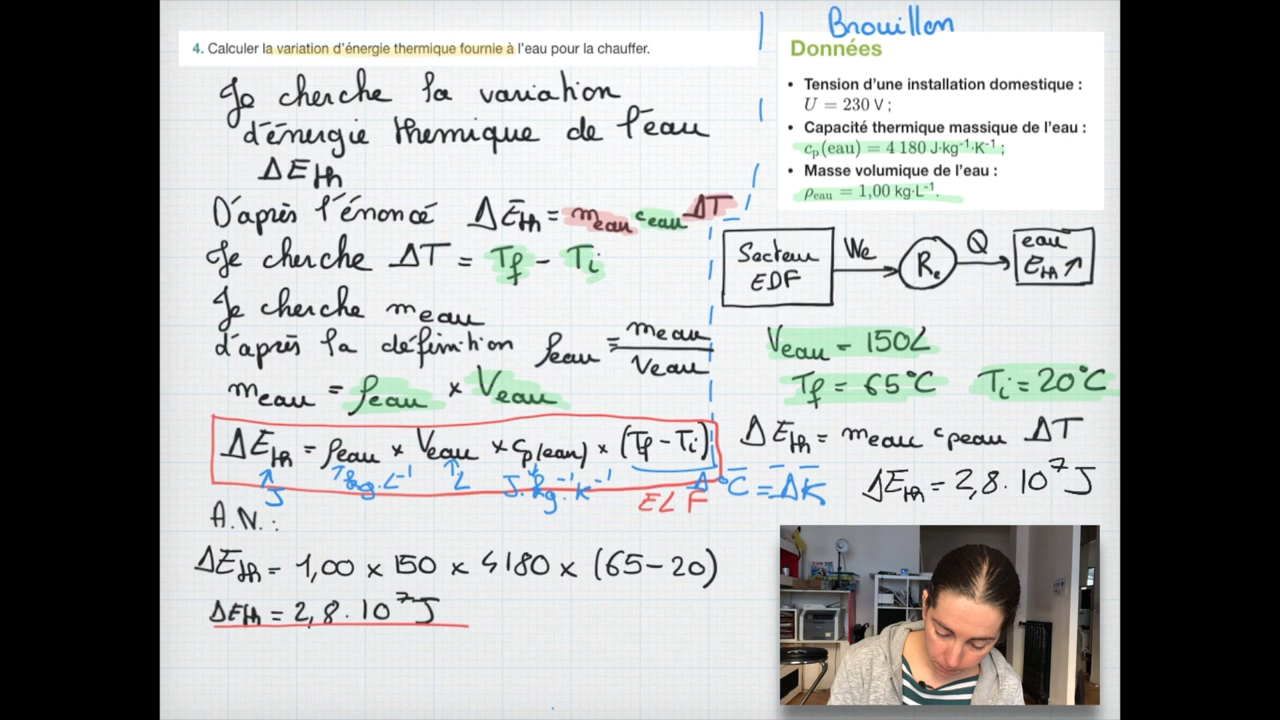 4. Calculer la variation d'énergie thermique fournie à l'eau pour la chauffer.
Je cherche la variation
d'énergie thermique de l'eau
ΔEth
D'après l'énoncé ΔEth = meau ceau ΔT
Je cherche ΔT = Tf - Ti
Je cherche meau
d'après la définition ρeau = meau / Veau
meau = ρeau × Veau
ΔEth = ρeau × Veau × cp(eau) × (Tf - Ti)
J kg.L⁻¹ L J.kg⁻¹.K⁻¹ Δ°C = ΔK
ELF
A.N.:
ΔEth = 1,00 × 150 × 4180 × (65-20)
ΔEth = 2,8.10⁷J
Brouillon
Données
• Tension d'une installation domestique :
U = 230 V ;
• Capacité thermique massique de l'eau :
cp(eau) = 4 180 J·kg⁻¹·K⁻¹ ;
• Masse volumique de l'eau :
ρeau = 1,00 kg·L⁻¹.
Secteur We Re Q eau
EDF Eth ↑
Veau = 150L
Tf = 65°C Ti = 20°C
ΔEth = meau cpeau ΔT
ΔEth = 2,8.10⁷J